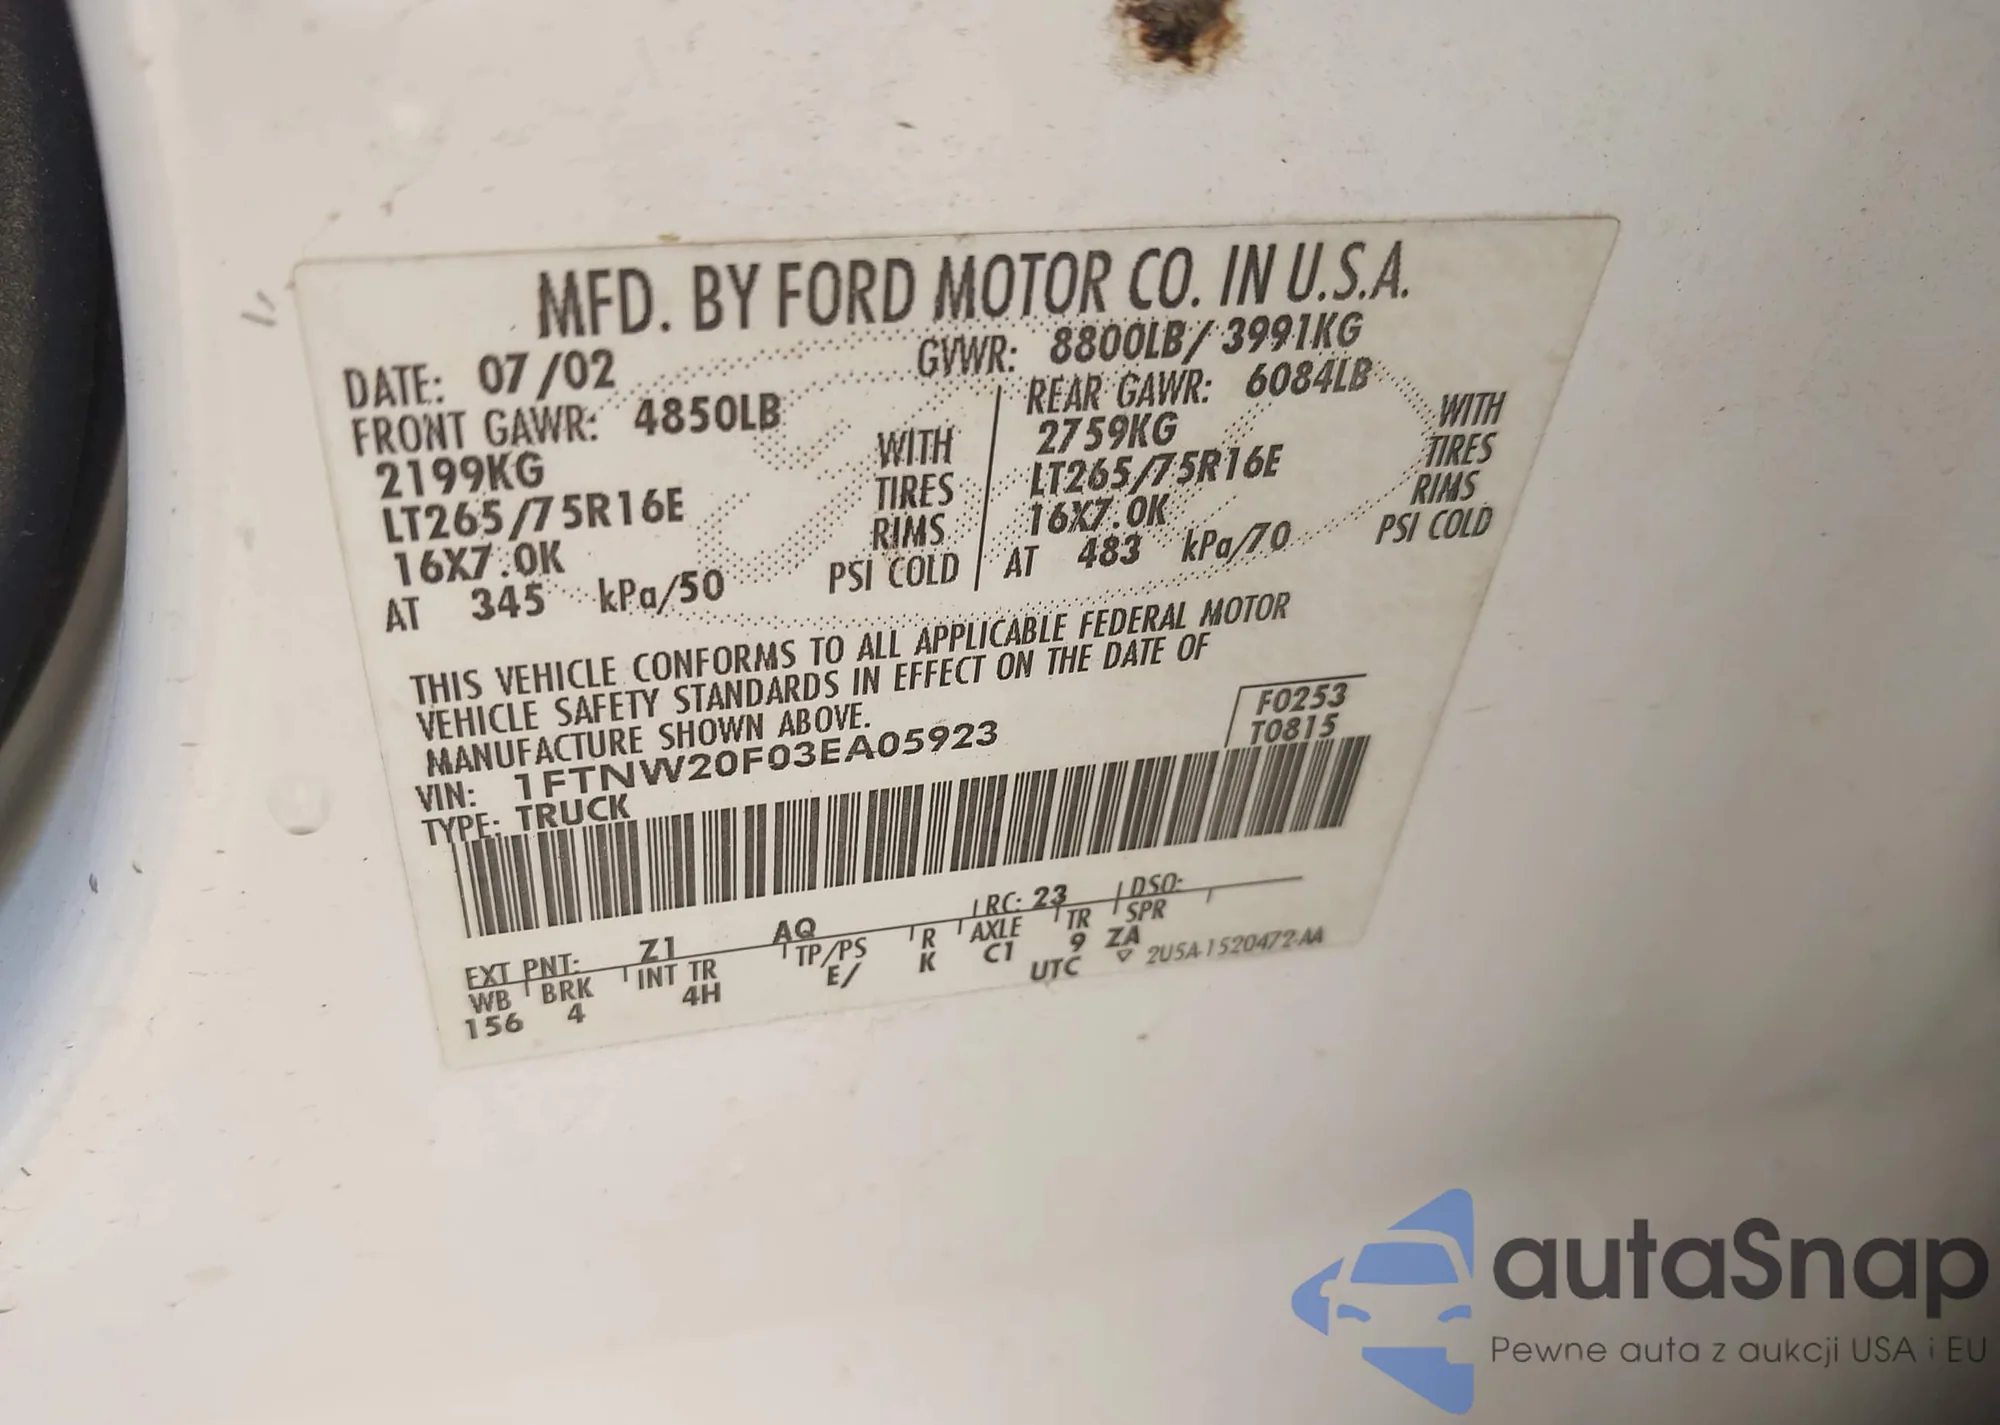 MFD. BY FORD MOTOR CO. IN U.S.A.
DATE: 07/02 GVWR: 8800LB/ 3991KG
FRONT GAWR: 4850LB REAR GAWR: 6084LB
2199KG WITH 2759KG WITH
LT265/75R16E TIRES LT265/75R16E TIRES
16X7.0K RIMS 16X7.0K RIMS
AT 345 kPa/50 PSI COLD AT 483 kPa/70 PSI COLD
THIS VEHICLE CONFORMS TO ALL APPLICABLE FEDERAL MOTOR
VEHICLE SAFETY STANDARDS IN EFFECT ON THE DATE OF
MANUFACTURE SHOWN ABOVE.
F0253
VIN: 1FTNW20F03EA05923 T0815
TYPE: TRUCK
EXT PNT: Z1 AQ RC: 23 DSO:
WB BRK INT TR TP/PS R AXLE TR SPR
156 4 4H E/ K C1 9 ZA
UTC ▽ 2U5A-1520472-AA
autaSnap
Pewne auta z aukcji USA i EU